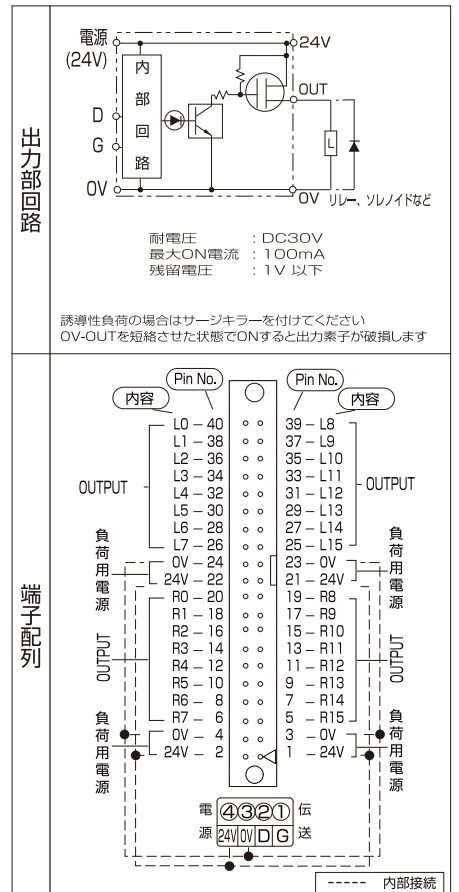 出力部回路
電源
(24V)
内部回路
D
G
0V
24V
OUT
L
0V
リレー、ソレノイドなど
耐電圧 : DC30V
最大ON電流 : 100mA
残留電圧 : 1V 以下
誘導性負荷の場合はサージキラーを付けてください
0V-OUTを短絡させた状態でONすると出力素子が破損します
端子配列
Pin No. Pin No.
内容 内容
L0 – 40 39 – L8
L1 – 38 37 – L9
L2 – 36 35 – L10
L3 – 34 33 – L11
OUTPUT OUTPUT
L4 – 32 31 – L12
L5 – 30 29 – L13
L6 – 28 27 – L14
L7 – 26 25 – L15
負荷用電源 負荷用電源
0V – 24 23 – 0V
24V – 22 21 – 24V
R0 – 20 19 – R8
R1 – 18 17 – R9
R2 – 16 15 – R10
R3 – 14 13 – R11
OUTPUT OUTPUT
R4 – 12 11 – R12
R5 – 10 9 – R13
R6 – 8 7 – R14
R7 – 6 5 – R15
負荷用電源 負荷用電源
0V – 4 3 – 0V
24V – 2 1 – 24V
電源 ④③②① 伝送
24V 0V D G
----- 内部接続